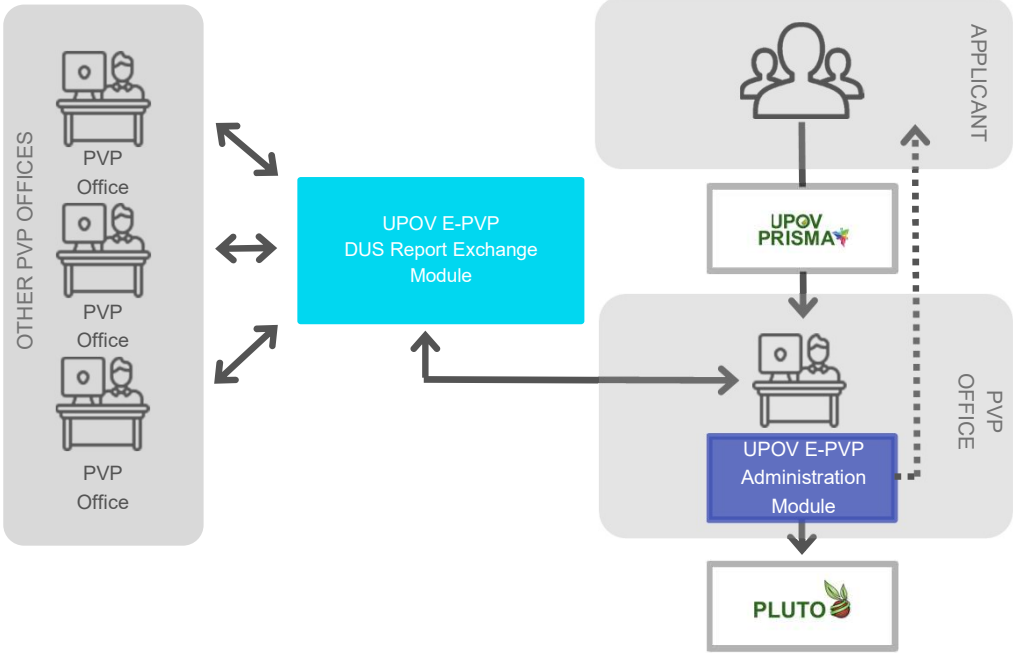 OTHER PVP OFFICES
PVP
Office
PVP
Office
PVP
Office
UPOV E-PVP
DUS Report Exchange
Module
APPLICANT
UPOV
PRISMA
PVP
OFFICE
UPOV E-PVP
Administration
Module
PLUTO